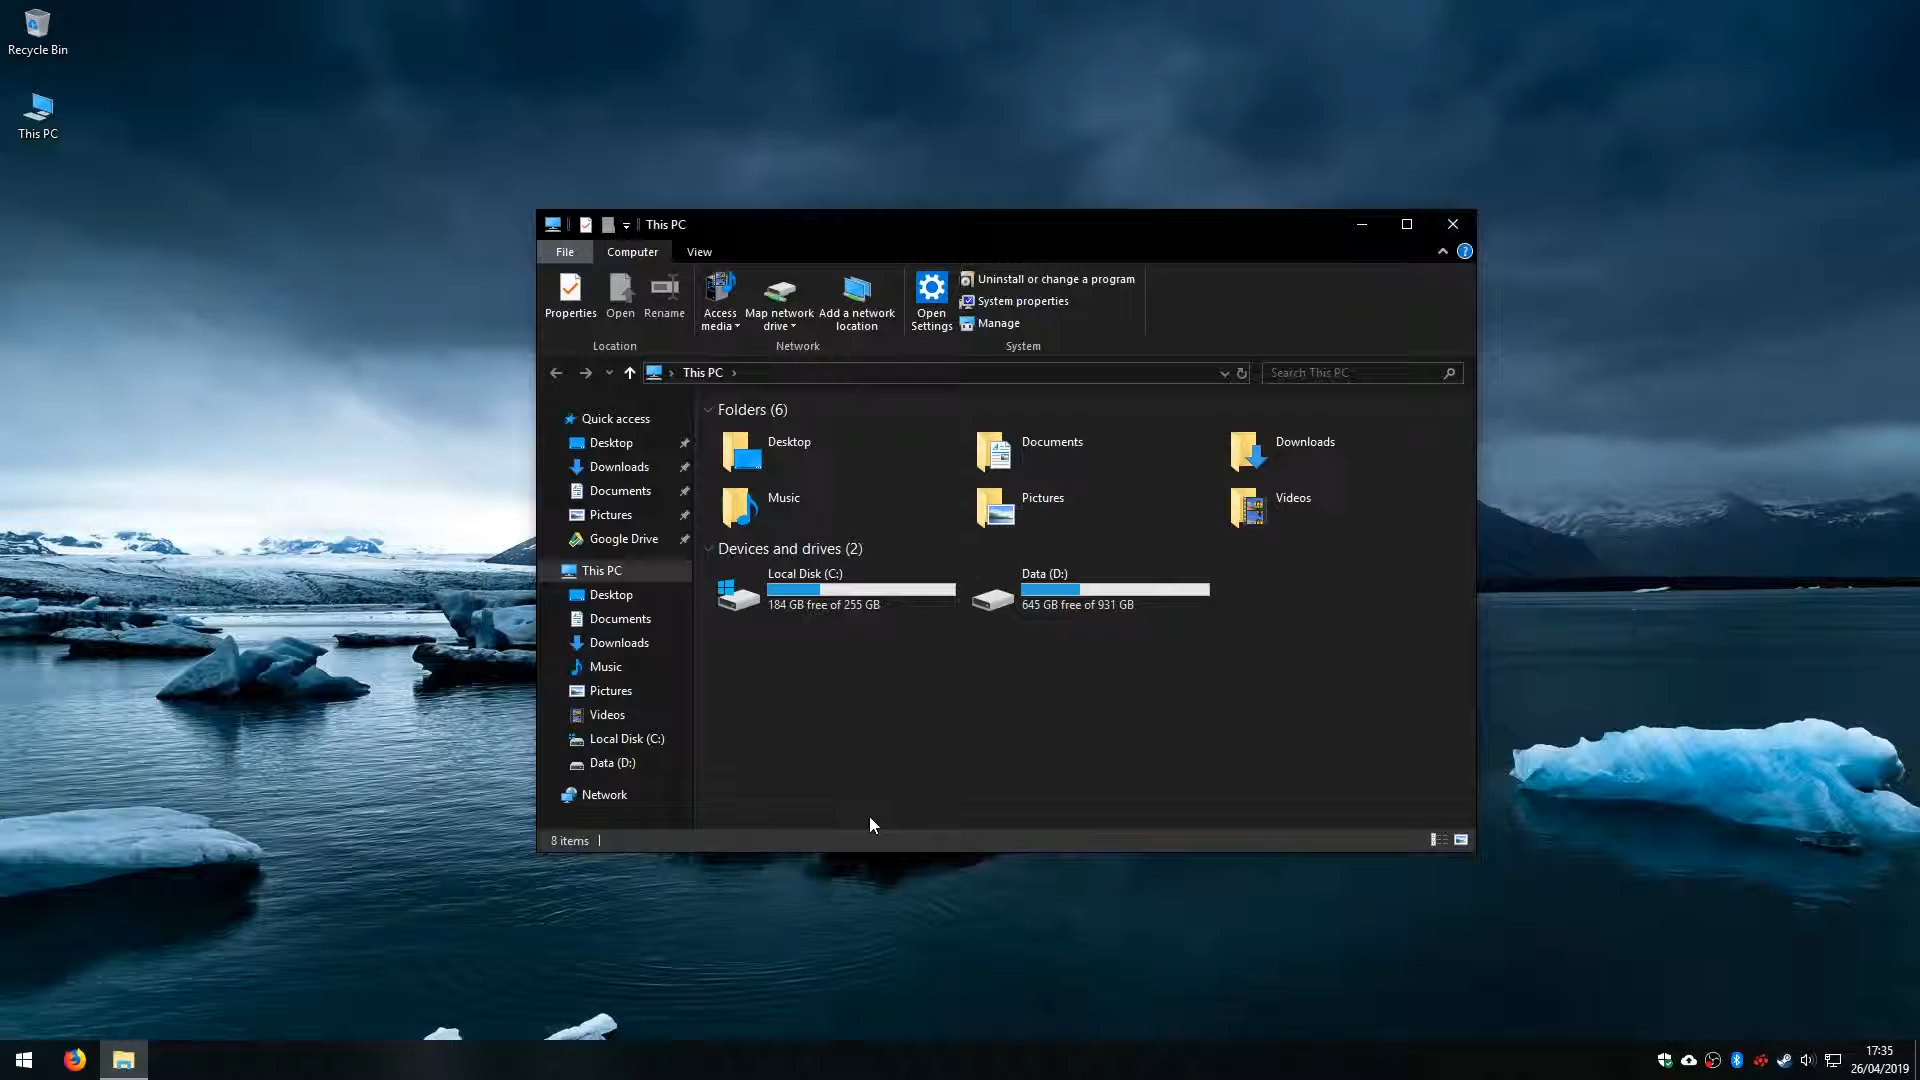 Recycle Bin
This PC
This PC
File
Computer
View
Properties
Open
Rename
Access
media
Map network
drive
Add a network
location
Open
Settings
Uninstall or change a program
System properties
Manage
Location
Network
System
This PC
Search This PC
Quick access
Desktop
Downloads
Documents
Pictures
Google Drive
This PC
Desktop
Documents
Downloads
Music
Pictures
Videos
Local Disk (C:)
Data (D:)
Network
Folders (6)
Desktop
Documents
Downloads
Music
Pictures
Videos
Devices and drives (2)
Local Disk (C:)
184 GB free of 255 GB
Data (D:)
645 GB free of 931 GB
8 items
17:35
26/04/2019